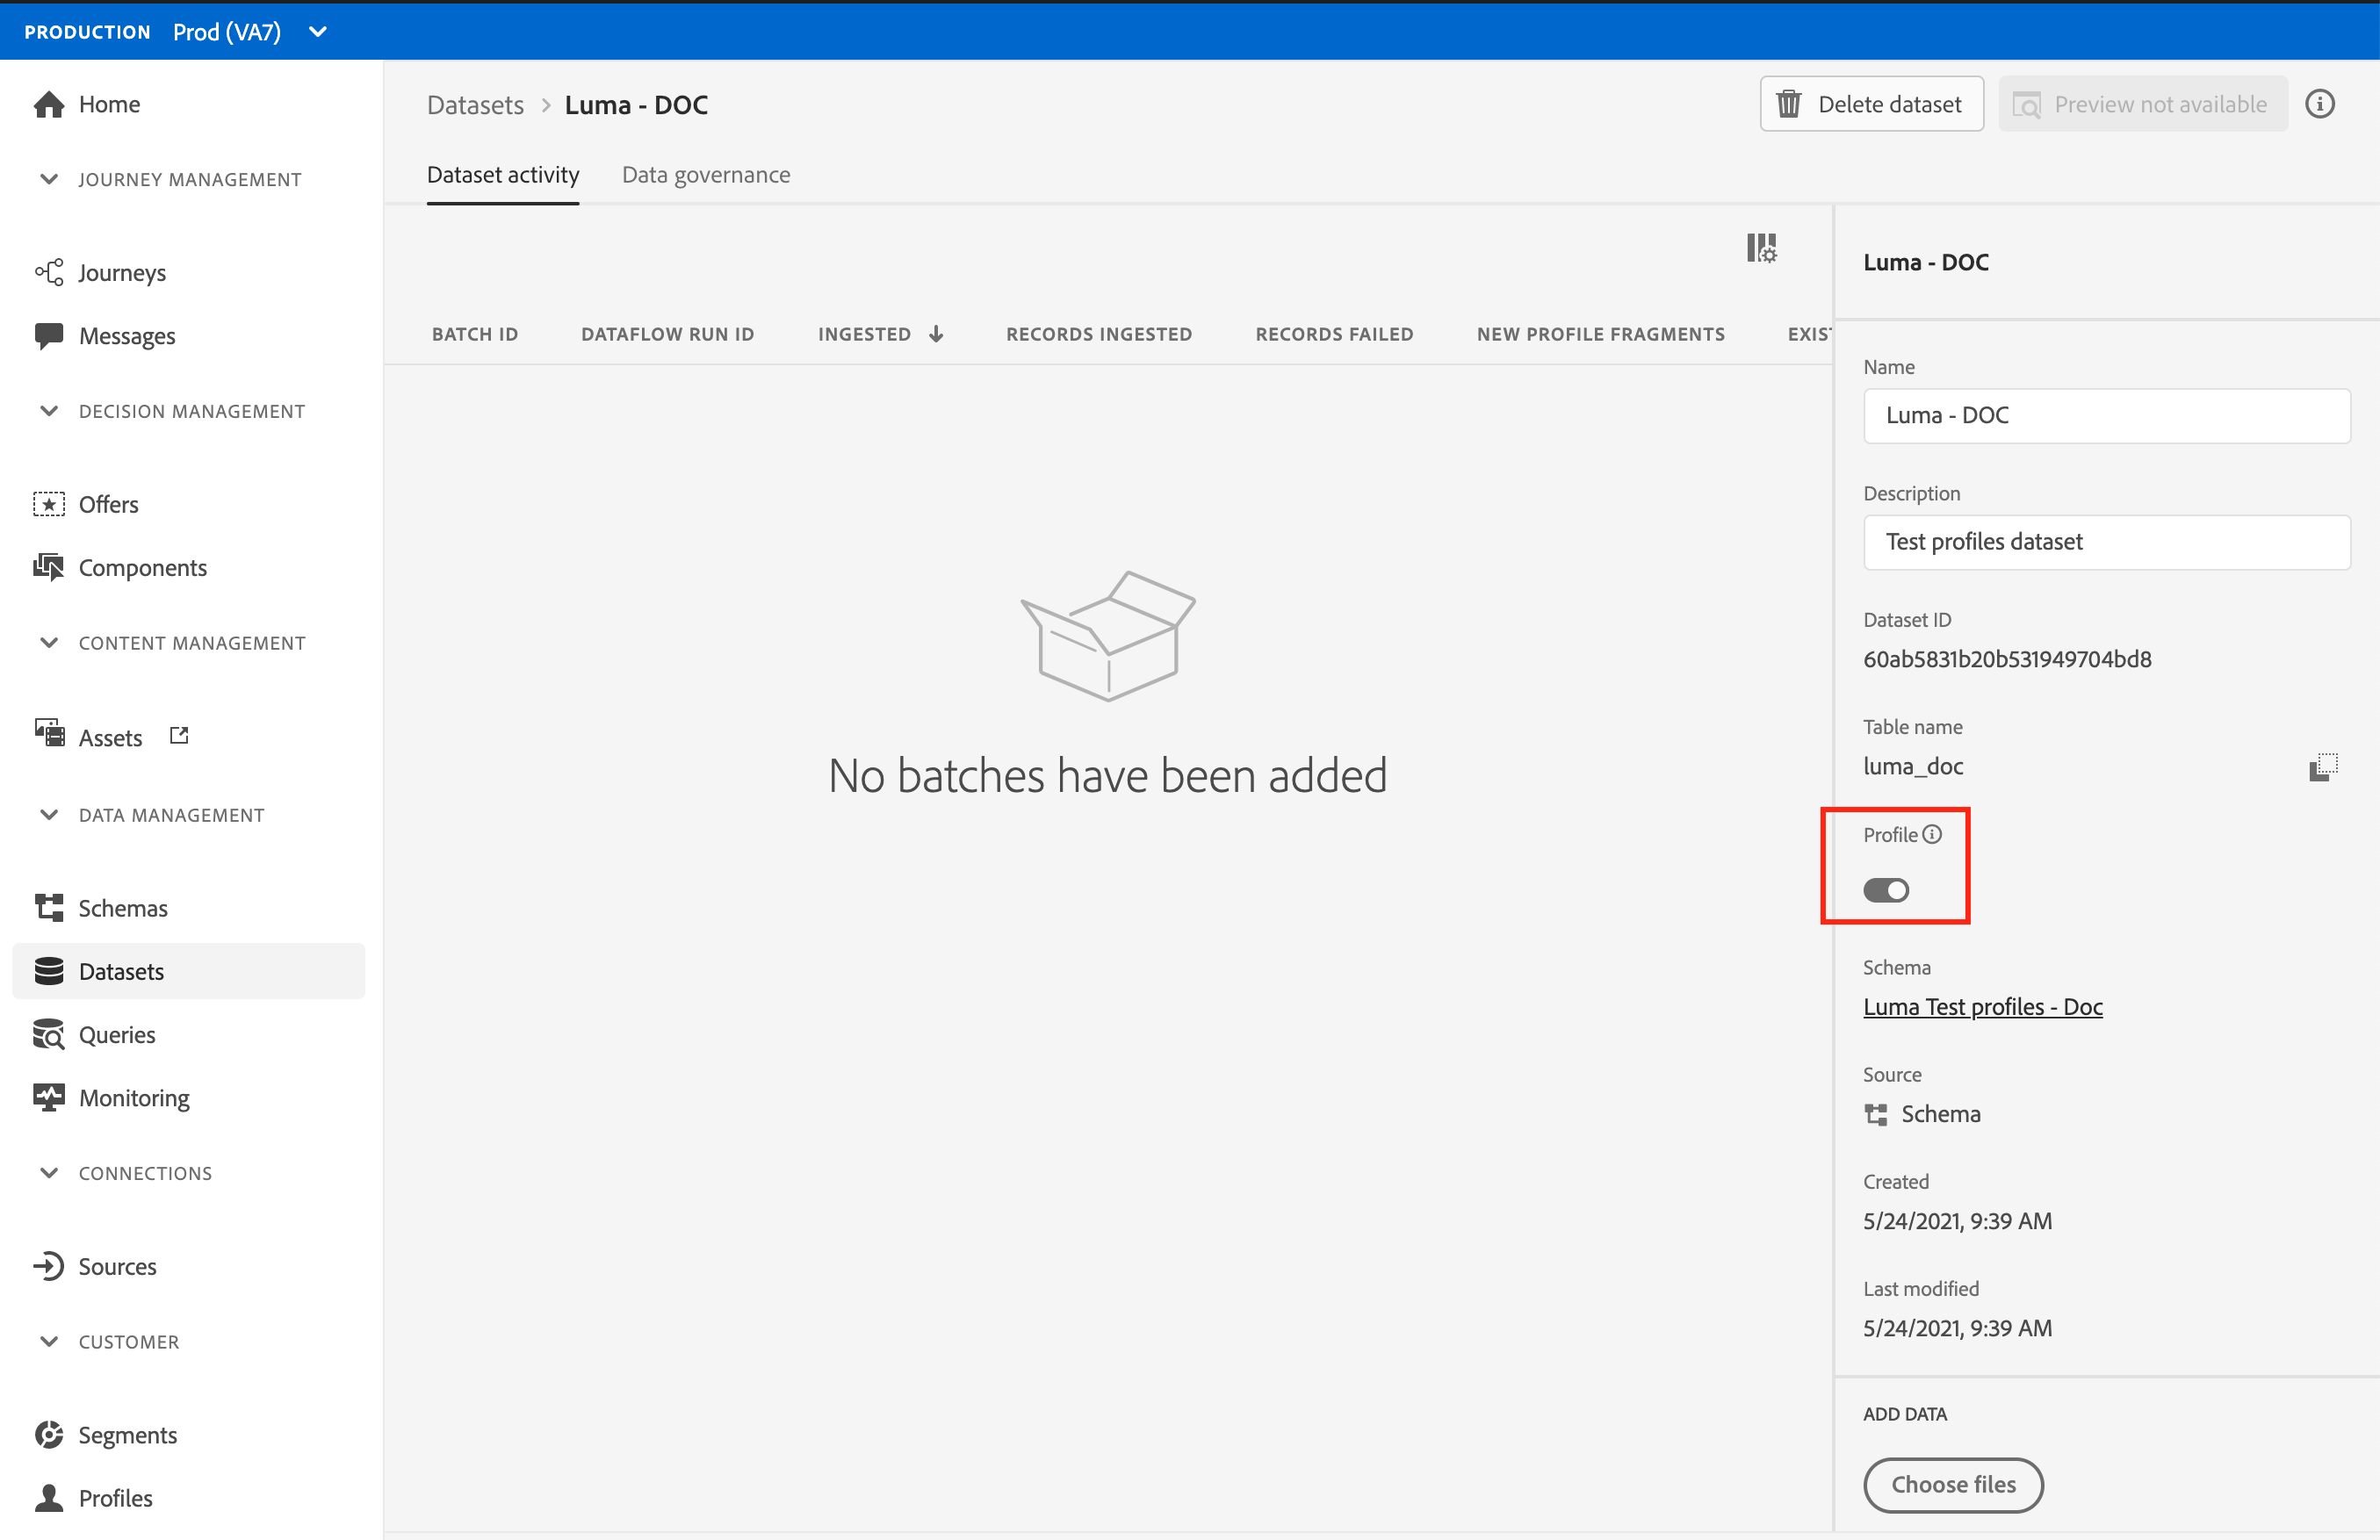 PRODUCTION Prod (VA7)
Home
JOURNEY MANAGEMENT
Journeys
Messages
DECISION MANAGEMENT
Offers
Components
CONTENT MANAGEMENT
Assets
DATA MANAGEMENT
Schemas
Datasets
Queries
Monitoring
CONNECTIONS
Sources
CUSTOMER
Segments
Profiles
Datasets > Luma - DOC
Delete dataset
Preview not available
Dataset activity Data governance
BATCH ID DATAFLOW RUN ID INGESTED RECORDS INGESTED RECORDS FAILED NEW PROFILE FRAGMENTS EXIST
No batches have been added
Luma - DOC
Name
Luma - DOC
Description
Test profiles dataset
Dataset ID
60ab5831b20b531949704bd8
Table name
luma_doc
Profile
Schema
Luma Test profiles - Doc
Source
Schema
Created
5/24/2021, 9:39 AM
Last modified
5/24/2021, 9:39 AM
ADD DATA
Choose files